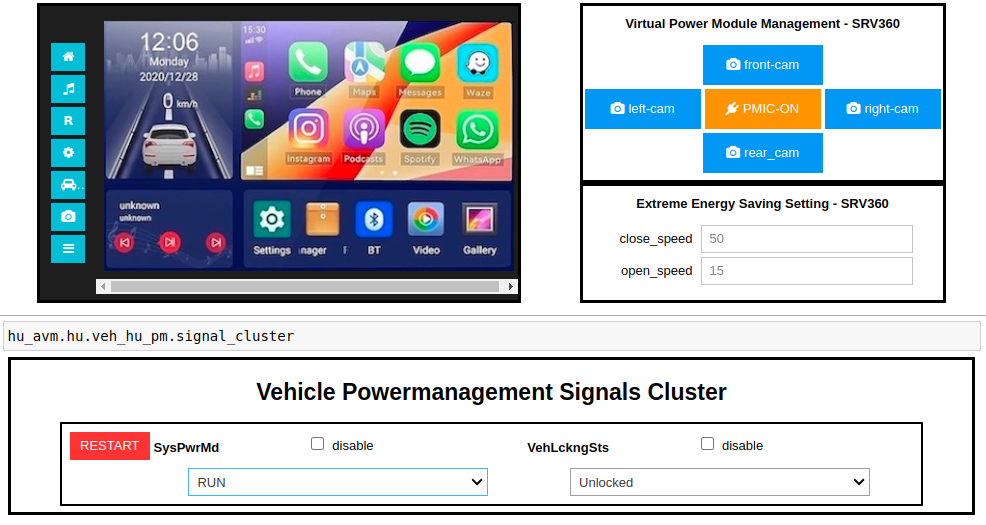 12:06
Monday
2020/12/28
0 km/h
15:30
Phone
Maps
Messages
Waze
Instagram
Podcasts
Spotify
WhatsApp
R
unknown
unknown
Settings
nager
F
BT
Video
Gallery
Virtual Power Module Management - SRV360
front-cam
left-cam
PMIC-ON
right-cam
rear_cam
Extreme Energy Saving Setting - SRV360
close_speed 50
open_speed 15
hu_avm.hu.veh_hu_pm.signal_cluster
Vehicle Powermanagement Signals Cluster
RESTART SysPwrMd disable VehLckngSts disable
RUN Unlocked